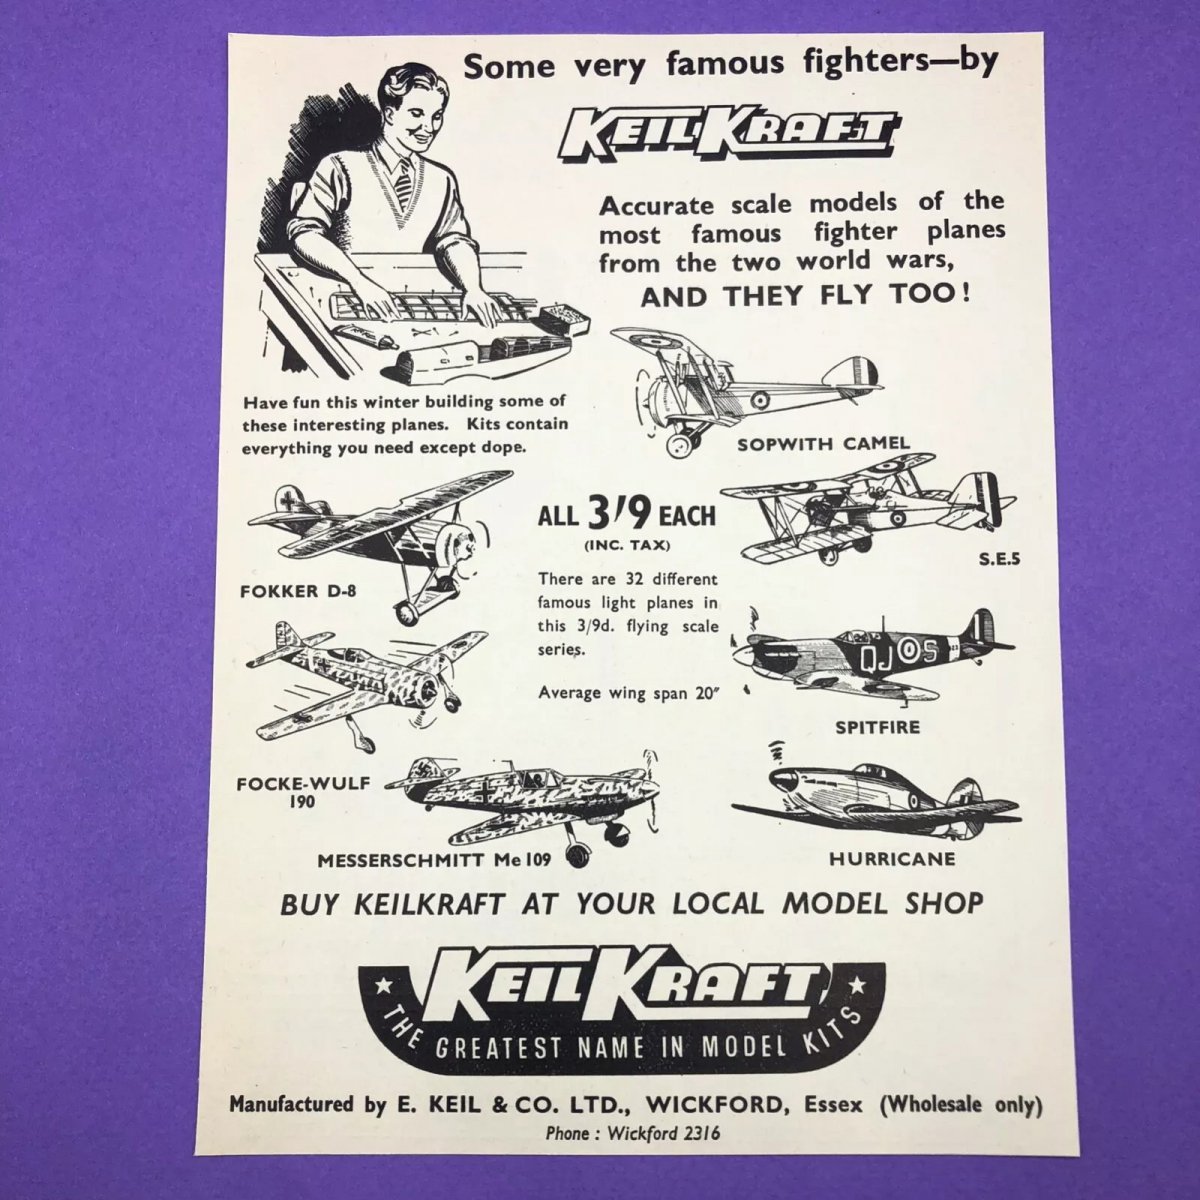 Some very famous fighters—by
KEILKRAFT
Accurate scale models of the
most famous fighter planes
from the two world wars,
AND THEY FLY TOO!
Have fun this winter building some of
these interesting planes. Kits contain
everything you need except dope.
SOPWITH CAMEL
ALL 3/9 EACH
(INC. TAX)
S.E.5
FOKKER D-8
There are 32 different
famous light planes in
this 3/9d. flying scale
series.
Average wing span 20"
QJ S
SPITFIRE
FOCKE-WULF
190
MESSERSCHMITT Me 109
HURRICANE
BUY KEILKRAFT AT YOUR LOCAL MODEL SHOP
KEILKRAFT
THE GREATEST NAME IN MODEL KITS
Manufactured by E. KEIL & CO. LTD., WICKFORD, Essex (Wholesale only)
Phone : Wickford 2316